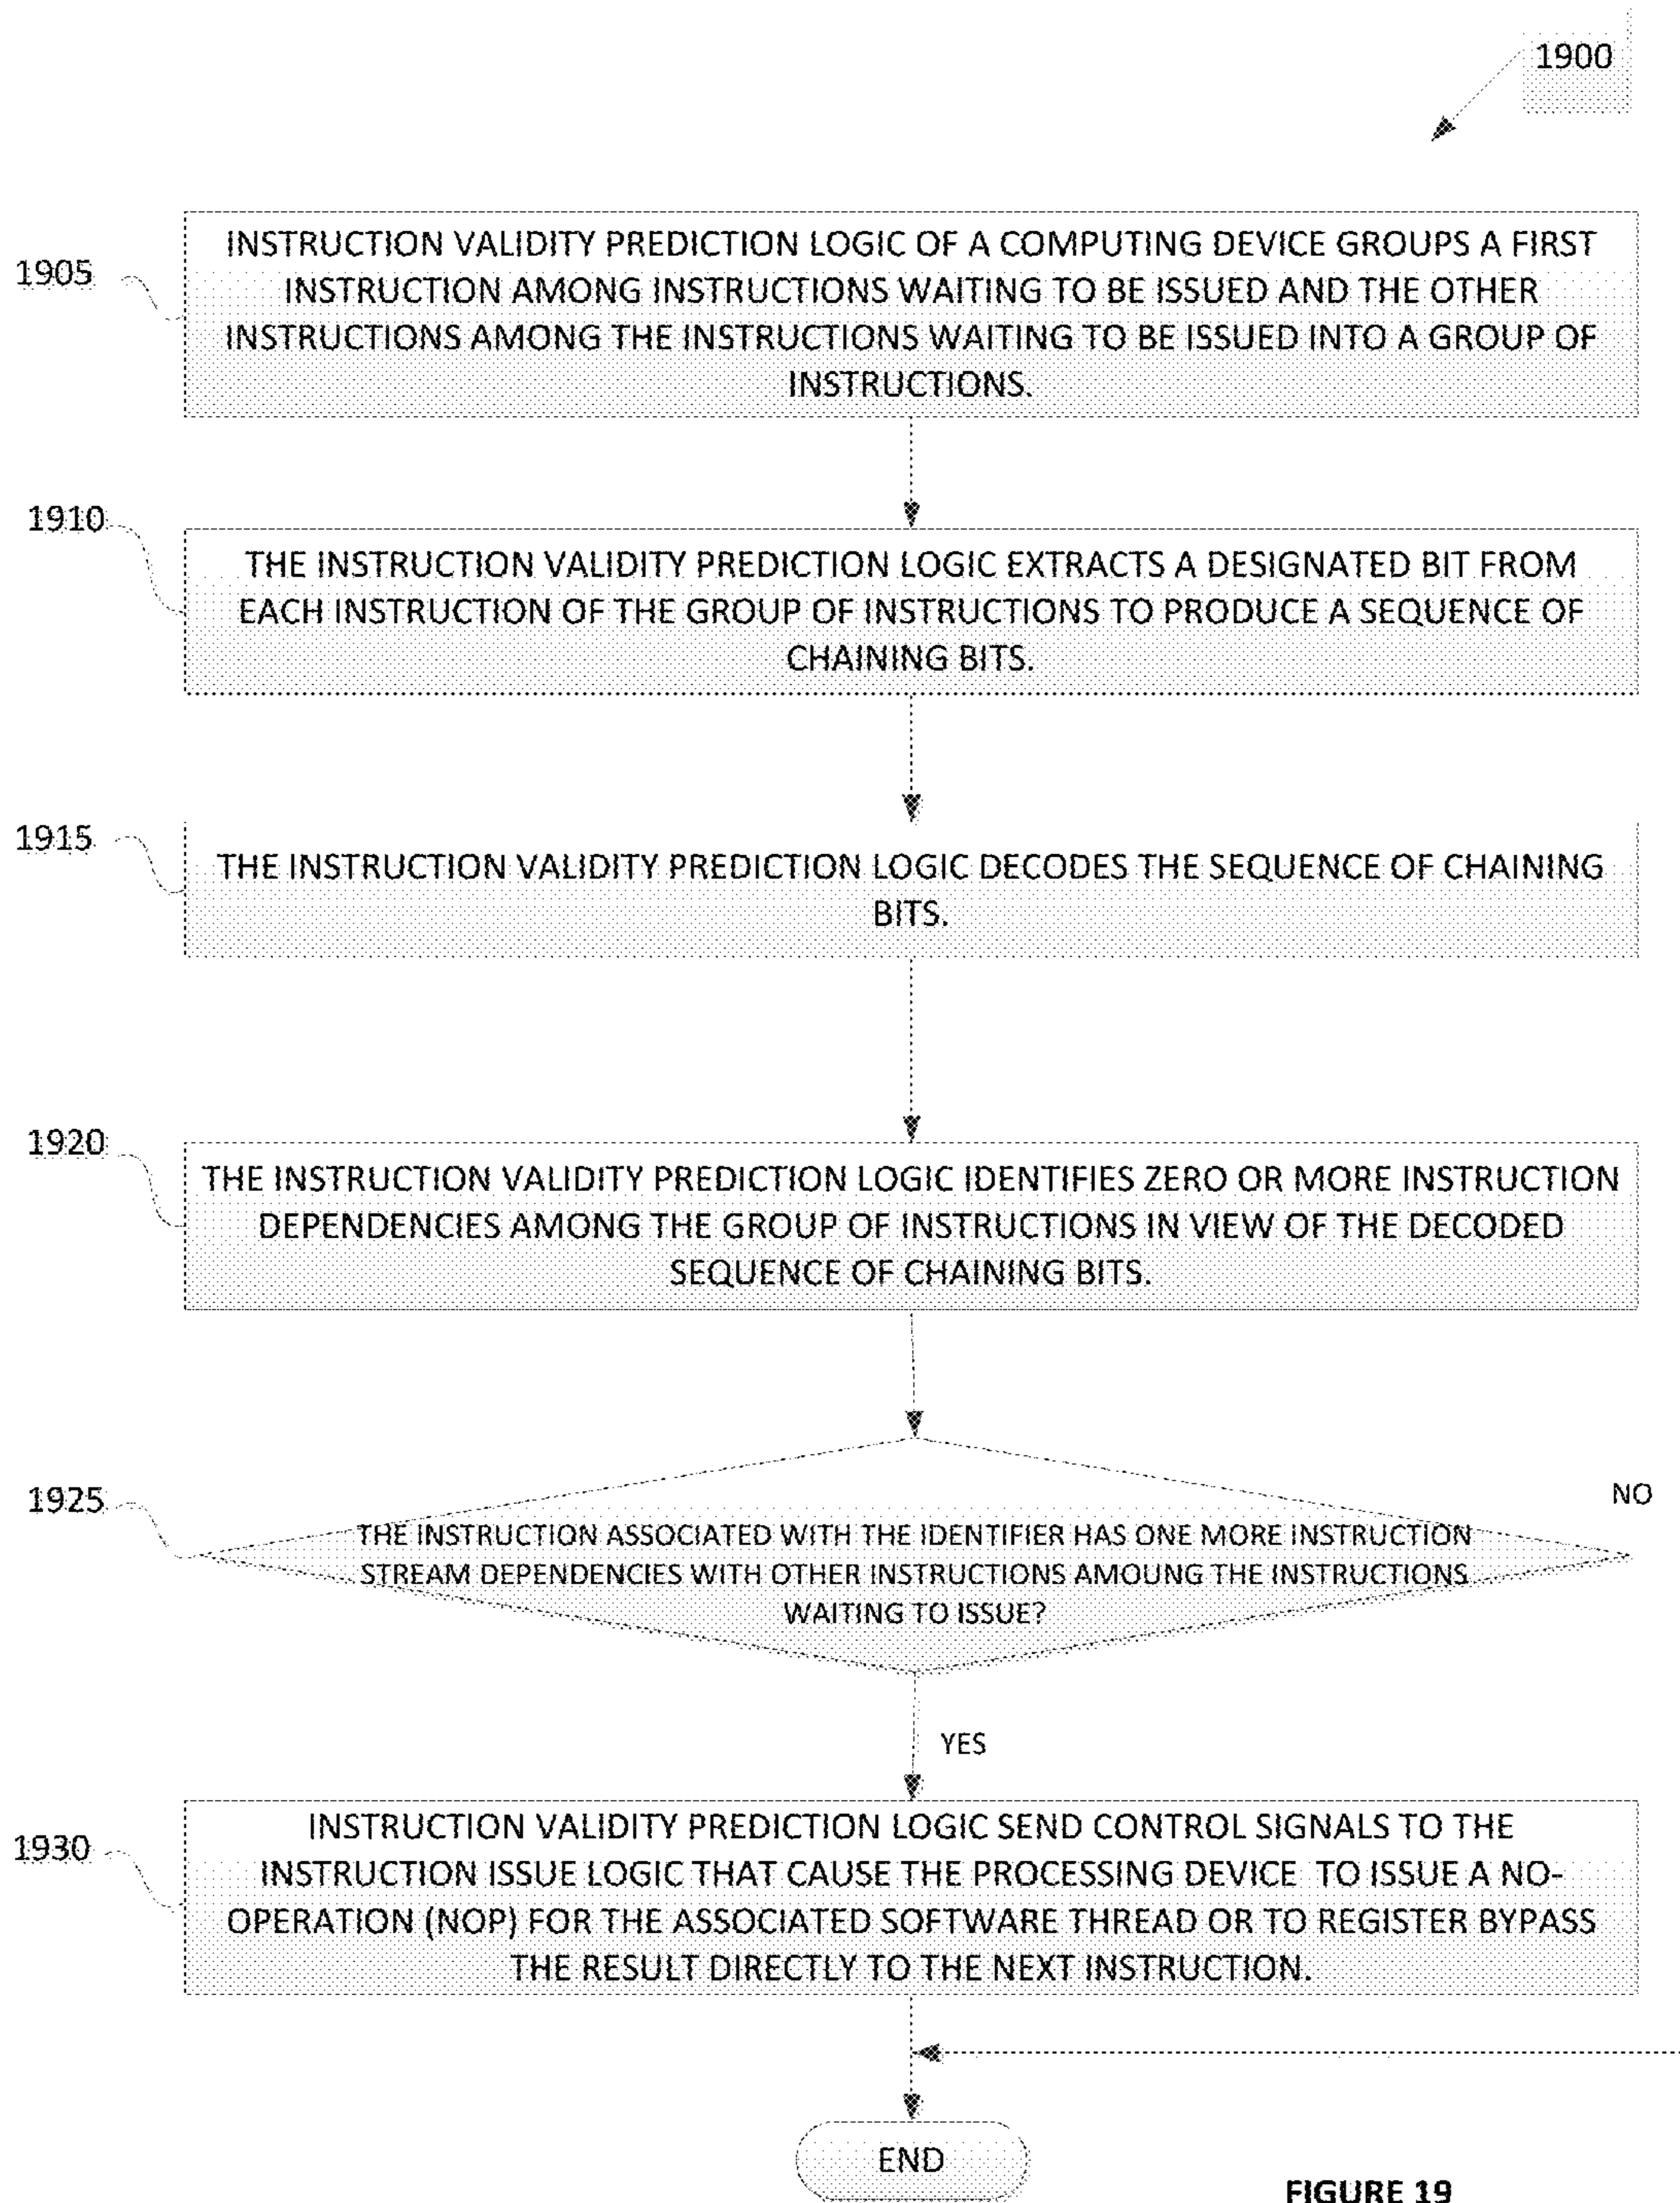 1900
1905
INSTRUCTION VALIDITY PREDICTION LOGIC OF A COMPUTING DEVICE GROUPS A FIRST
INSTRUCTION AMONG INSTRUCTIONS WAITING TO BE ISSUED AND THE OTHER
INSTRUCTIONS AMONG THE INSTRUCTIONS WAITING TO BE ISSUED INTO A GROUP OF
INSTRUCTIONS.
1910
THE INSTRUCTION VALIDITY PREDICTION LOGIC EXTRACTS A DESIGNATED BIT FROM
EACH INSTRUCTION OF THE GROUP OF INSTRUCTIONS TO PRODUCE A SEQUENCE OF
CHAINING BITS.
1915
THE INSTRUCTION VALIDITY PREDICTION LOGIC DECODES THE SEQUENCE OF CHAINING
BITS.
1920
THE INSTRUCTION VALIDITY PREDICTION LOGIC IDENTIFIES ZERO OR MORE INSTRUCTION
DEPENDENCIES AMONG THE GROUP OF INSTRUCTIONS IN VIEW OF THE DECODED
SEQUENCE OF CHAINING BITS.
1925
NO
THE INSTRUCTION ASSOCIATED WITH THE IDENTIFIER HAS ONE MORE INSTRUCTION
STREAM DEPENDENCIES WITH OTHER INSTRUCTIONS AMOUNG THE INSTRUCTIONS
WAITING TO ISSUE?
YES
1930
INSTRUCTION VALIDITY PREDICTION LOGIC SEND CONTROL SIGNALS TO THE
INSTRUCTION ISSUE LOGIC THAT CAUSE THE PROCESSING DEVICE TO ISSUE A NO-
OPERATION (NOP) FOR THE ASSOCIATED SOFTWARE THREAD OR TO REGISTER BYPASS
THE RESULT DIRECTLY TO THE NEXT INSTRUCTION.
END
FIGURE 19